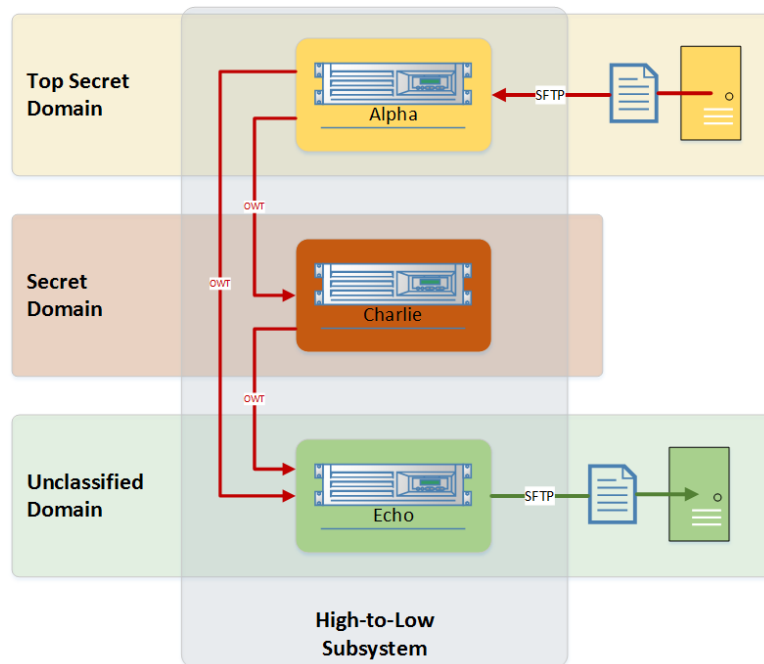 Top Secret
Domain
Alpha
SFTP
OWT
OWT
Secret
Domain
Charlie
OWT
Unclassified
Domain
Echo
SFTP
High-to-Low
Subsystem